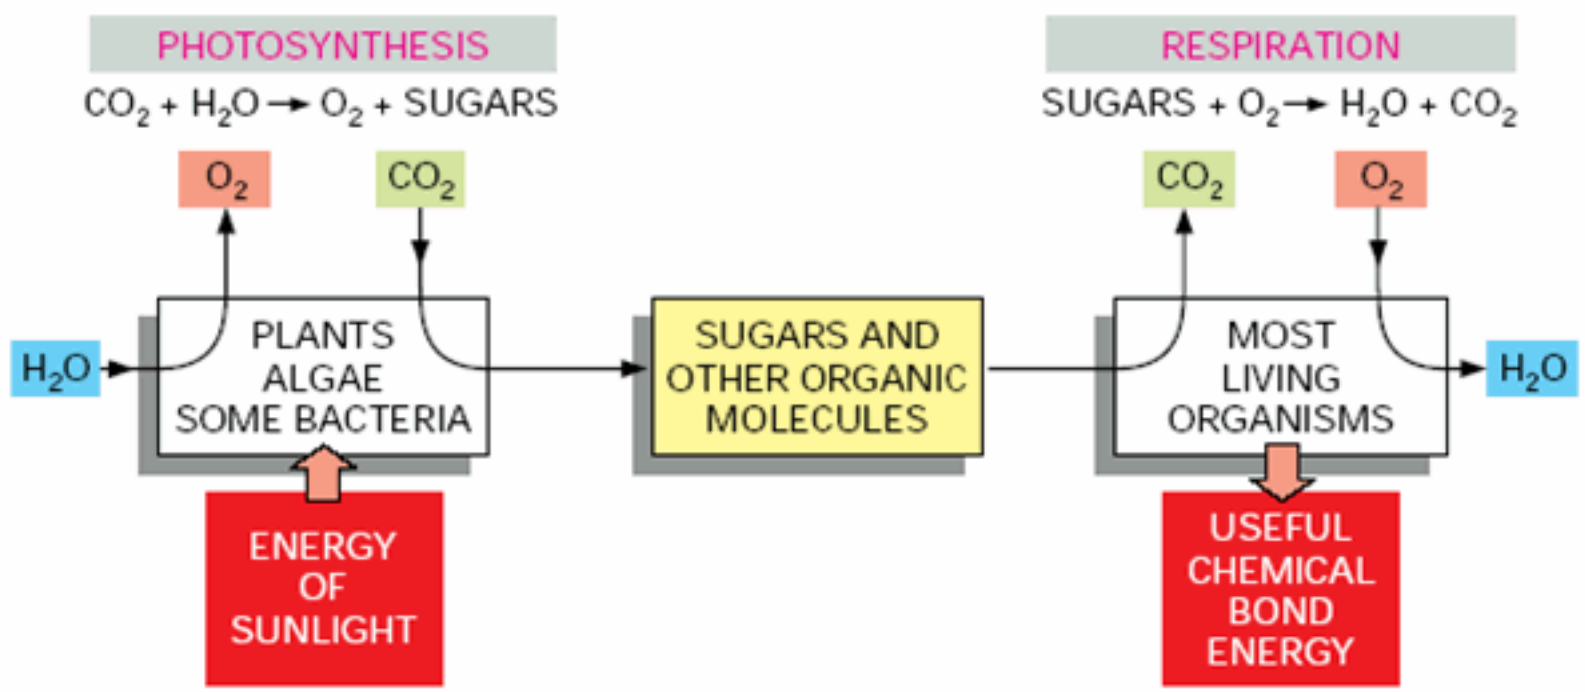 PHOTOSYNTHESIS
CO₂ + H₂O → O₂ + SUGARS
O₂
CO₂
H₂O
PLANTS
ALGAE
SOME BACTERIA
ENERGY
OF
SUNLIGHT
SUGARS AND
OTHER ORGANIC
MOLECULES
RESPIRATION
SUGARS + O₂ → H₂O + CO₂
CO₂
O₂
MOST
LIVING
ORGANISMS
H₂O
USEFUL
CHEMICAL
BOND
ENERGY